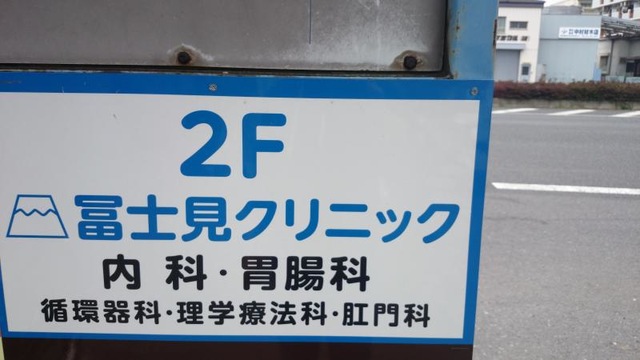 2F
冨士見クリニック
内科・胃腸科
循環器科・理学療法科・肛門科